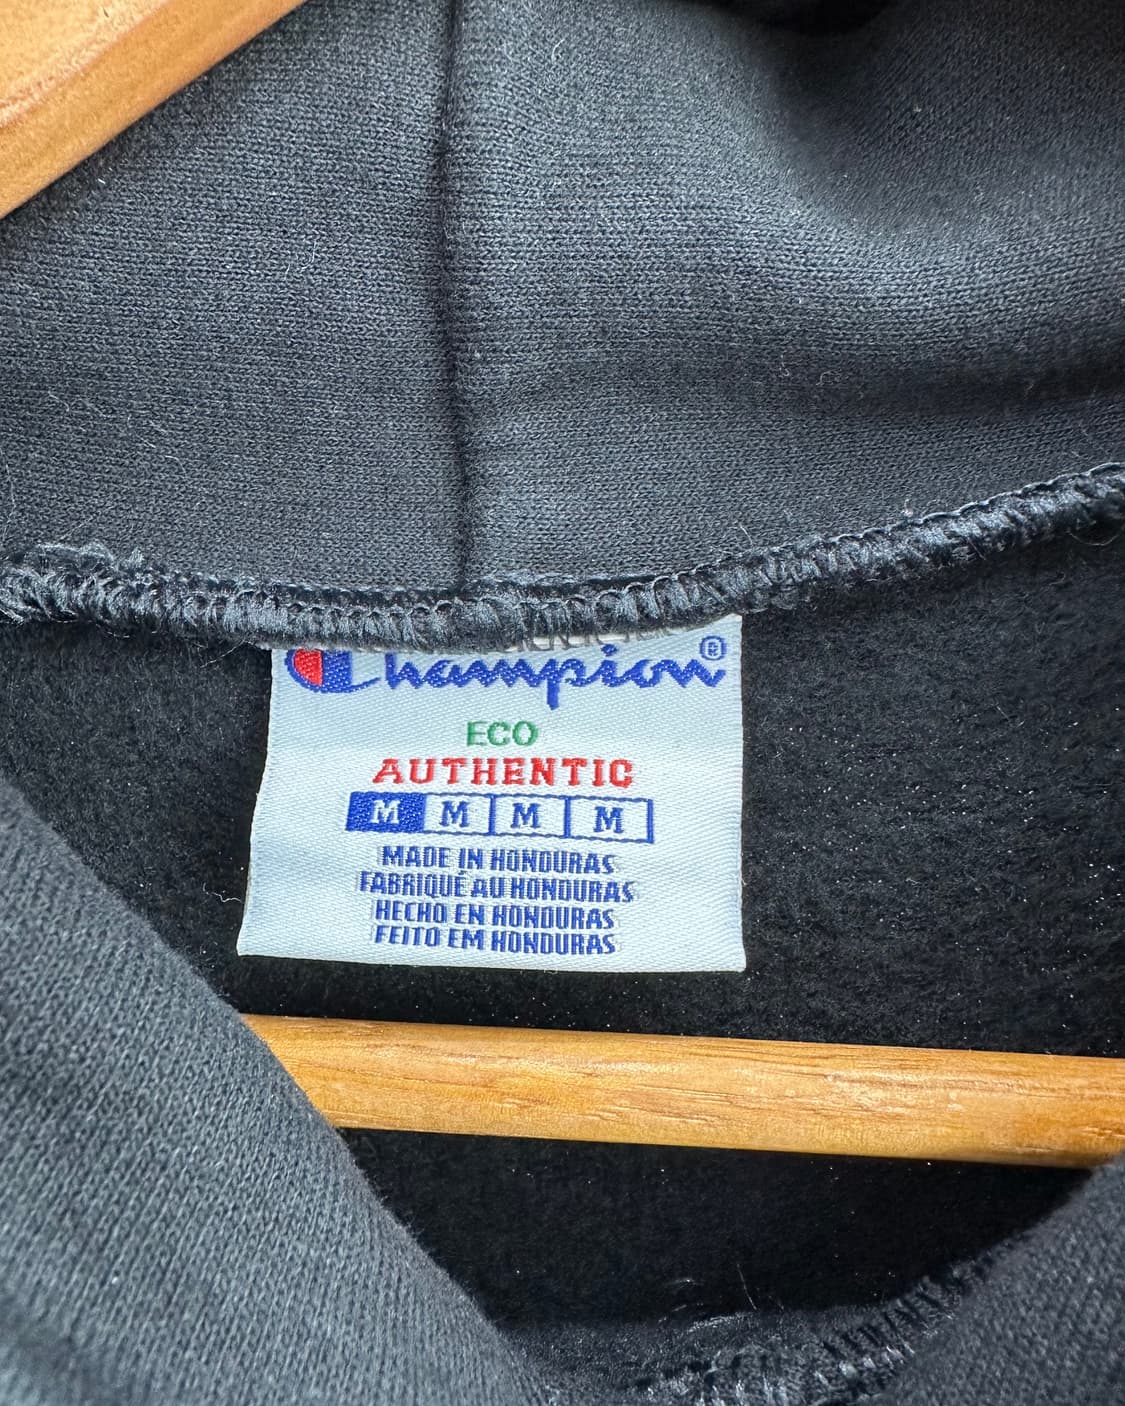 Champion®
ECO
AUTHENTIC
M M M M
MADE IN HONDURAS
FABRIQUÉ AU HONDURAS
HECHO EN HONDURAS
FEITO EM HONDURAS